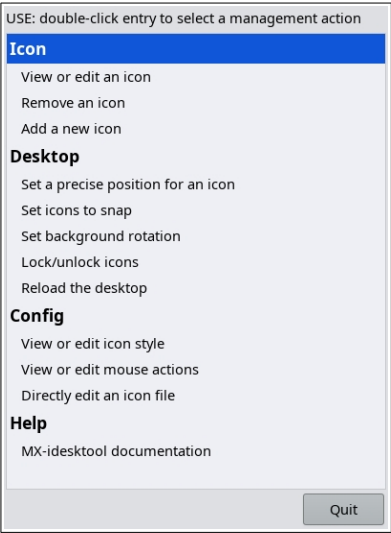 USE: double-click entry to select a management action
Icon
View or edit an icon
Remove an icon
Add a new icon
Desktop
Set a precise position for an icon
Set icons to snap
Set background rotation
Lock/unlock icons
Reload the desktop
Config
View or edit icon style
View or edit mouse actions
Directly edit an icon file
Help
MX-idesktool documentation
Quit